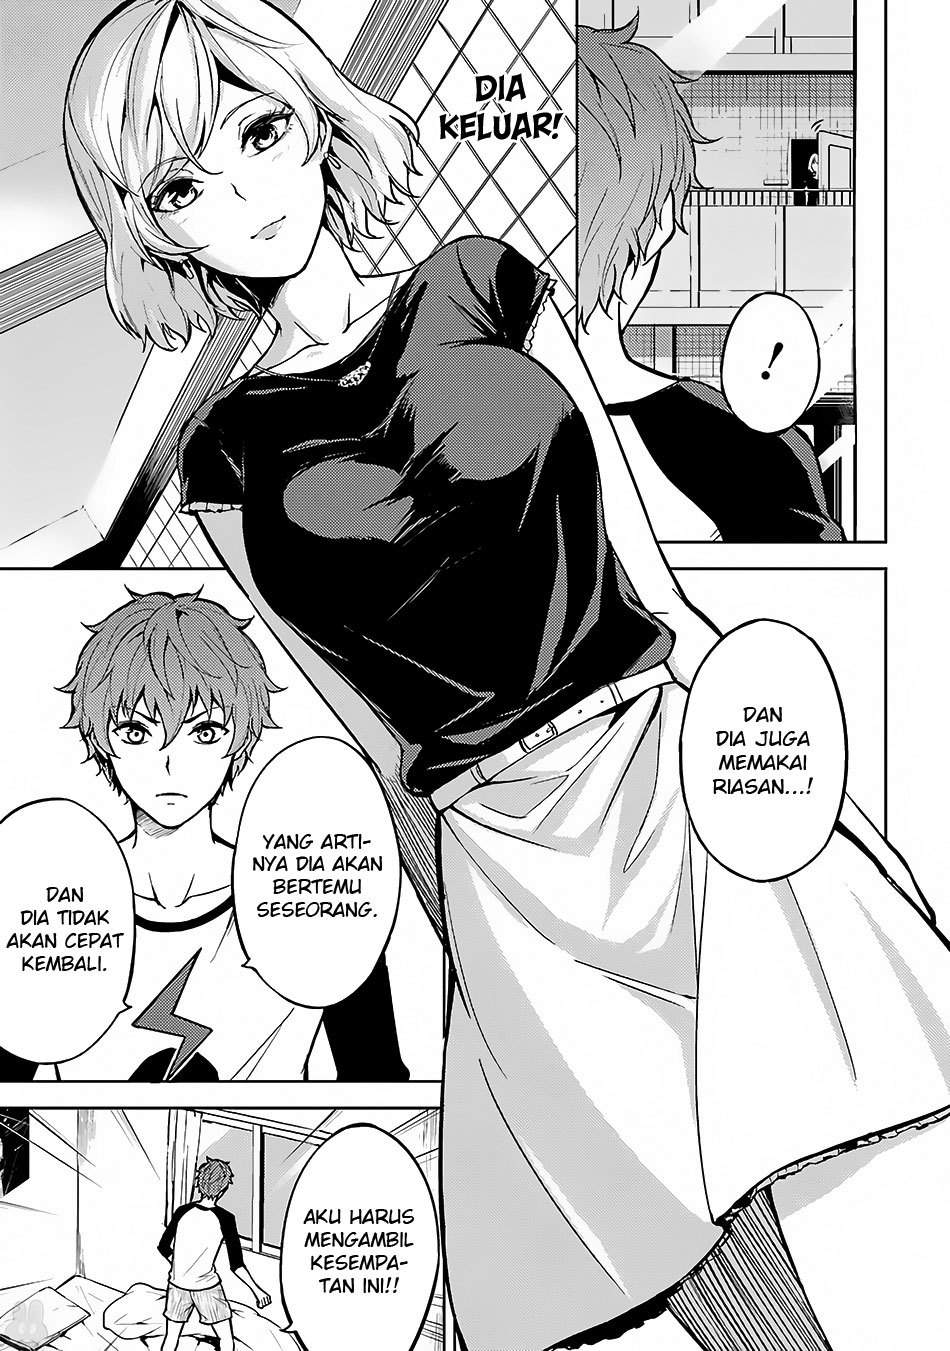 !
DIA
KELUAR!
DAN
DIA JUGA
MEMAKAI
RIASAN...!
YANG ARTI-
NYA DIA AKAN
BERTEMU
SESEORANG.
DAN
DIA TIDAK
AKAN CEPAT
KEMBALI.
AKU HARUS
MENGAMBIL
KESEMPA-
TAN INI!!